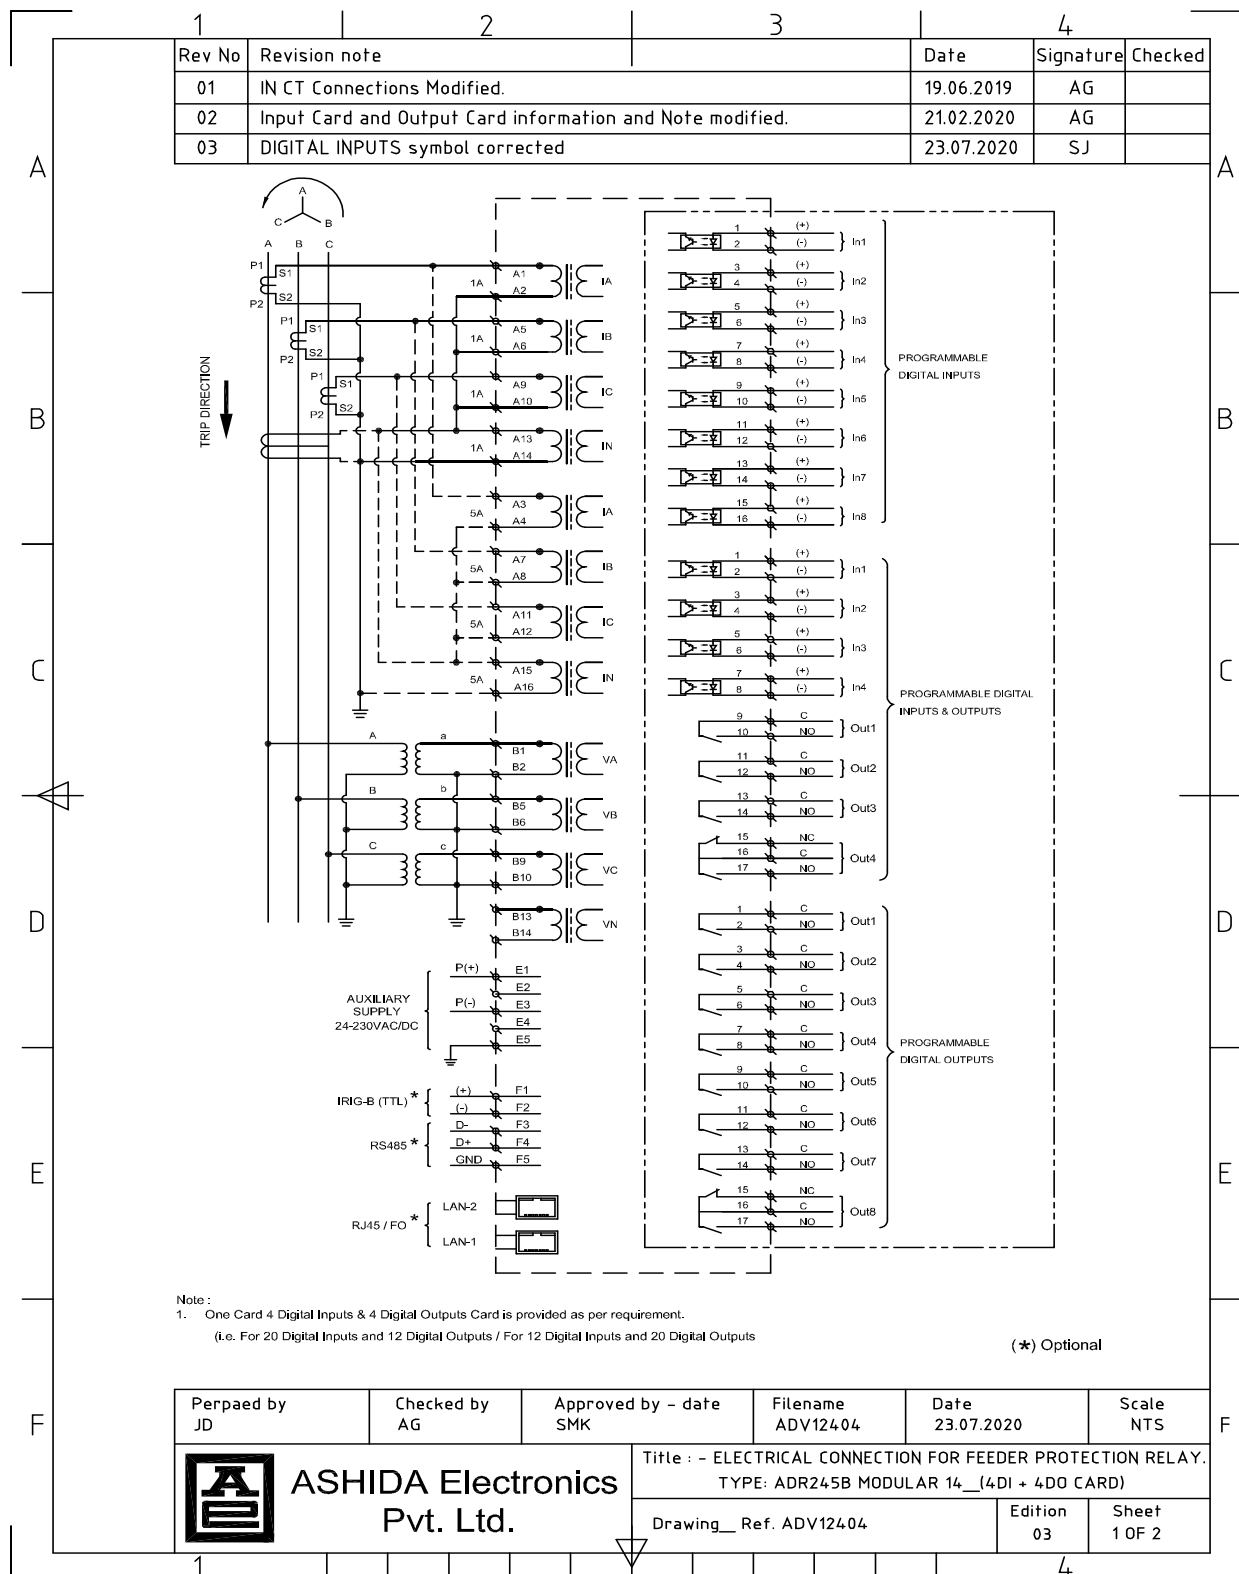 1 2 3 4
Rev No Revision note Date Signature Checked
01 IN CT Connections Modified. 19.06.2019 AG
02 Input Card and Output Card information and Note modified. 21.02.2020 AG
03 DIGITAL INPUTS symbol corrected 23.07.2020 SJ
A A
B B
C C
D D
E E
F F
A
C B
A B C
TRIP DIRECTION
P1 S1
P2 S2
P1 S1
P2 S2
P1 S1
P2 S2
1A A1 A2 IA
1A A5 A6 IB
1A A9 A10 IC
1A A13 A14 IN
5A A3 A4 IA
5A A7 A8 IB
5A A11 A12 IC
5A A15 A16 IN
A a B1 B2 VA
B b B5 B6 VB
C c B9 B10 VC
B13 B14 VN
AUXILIARY
SUPPLY
24-230VAC/DC
P(+) E1
E2
P(-) E3
E4
E5
IRIG-B (TTL) *
(+) F1
(-) F2
RS485 *
D- F3
D+ F4
GND F5
RJ45 / FO *
LAN-2
LAN-1
1 (+)
2 (-) In1
3 (+)
4 (-) In2
5 (+)
6 (-) In3
7 (+)
8 (-) In4
9 (+)
10 (-) In5
11 (+)
12 (-) In6
13 (+)
14 (-) In7
15 (+)
16 (-) In8
PROGRAMMABLE
DIGITAL INPUTS
1 (+)
2 (-) In1
3 (+)
4 (-) In2
5 (+)
6 (-) In3
7 (+)
8 (-) In4
9 C
10 NO Out1
11 C
12 NO Out2
13 C
14 NO Out3
15 NC
16 C Out4
17 NO
PROGRAMMABLE DIGITAL
INPUTS & OUTPUTS
1 C
2 NO Out1
3 C
4 NO Out2
5 C
6 NO Out3
7 C
8 NO Out4
9 C
10 NO Out5
11 C
12 NO Out6
13 C
14 NO Out7
15 NC
16 C Out8
17 NO
PROGRAMMABLE
DIGITAL OUTPUTS
Note :
1. One Card 4 Digital Inputs & 4 Digital Outputs Card is provided as per requirement.
(i.e. For 20 Digital Inputs and 12 Digital Outputs / For 12 Digital Inputs and 20 Digital Outputs
(*) Optional
Perpaed by Checked by Approved by - date Filename Date Scale
JD AG SMK ADV12404 23.07.2020 NTS
ASHIDA Electronics
Pvt. Ltd.
Title : - ELECTRICAL CONNECTION FOR FEEDER PROTECTION RELAY.
TYPE: ADR245B MODULAR 14__(4DI + 4DO CARD)
Drawing__ Ref. ADV12404
Edition Sheet
03 1 OF 2
1 4